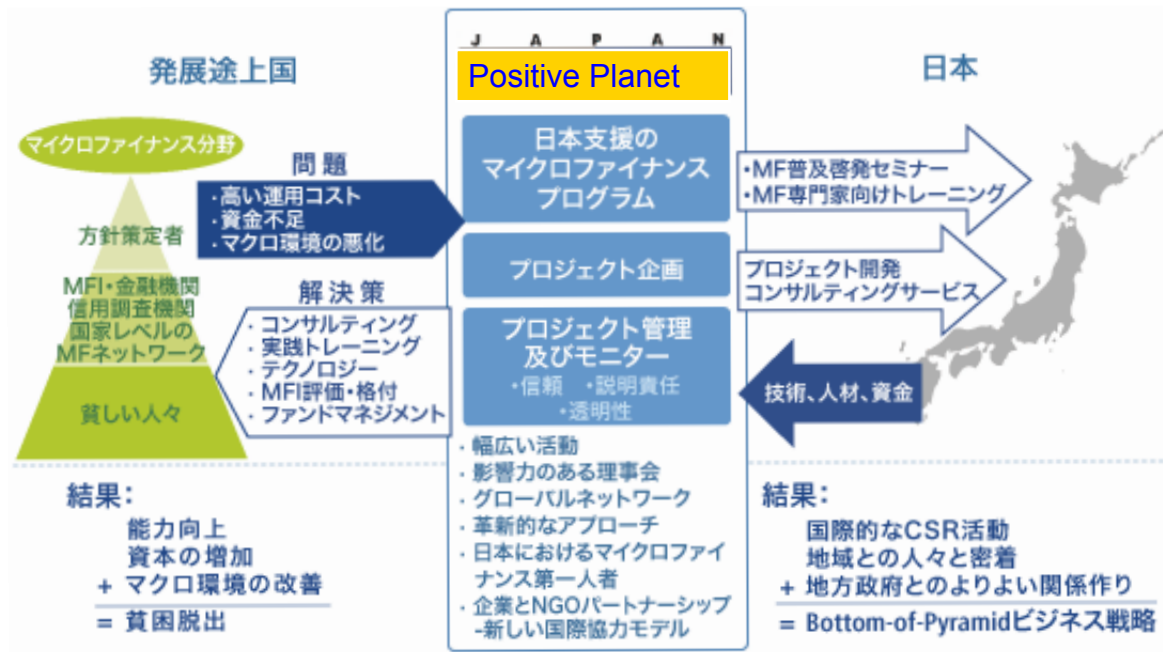 発展途上国
マイクロファイナンス分野
方針策定者
MFI・金融機関
信用調査機関
国家レベルの
MFネットワーク
貧しい人々
問題
・高い運用コスト
・資金不足
・マクロ環境の悪化
解決策
・コンサルティング
・実践トレーニング
・テクノロジー
・MFI評価・格付
・ファンドマネジメント
結果：
能力向上
資本の増加
+ マクロ環境の改善
= 貧困脱出
JAPAN
Positive Planet
日本支援の
マイクロファイナンス
プログラム
プロジェクト企画
プロジェクト管理
及びモニター
・信頼 ・説明責任
・透明性
・幅広い活動
・影響力のある理事会
・グローバルネットワーク
・革新的なアプローチ
・日本におけるマイクロファイ
ナンス第一人者
・企業とNGOパートナーシップ
-新しい国際協力モデル
日本
・MF普及啓発セミナー
・MF専門家向けトレーニング
プロジェクト開発
コンサルティングサービス
技術、人材、資金
結果：
国際的なCSR活動
地域との人々と密着
+ 地方政府とのよりよい関係作り
= Bottom-of-Pyramidビジネス戦略